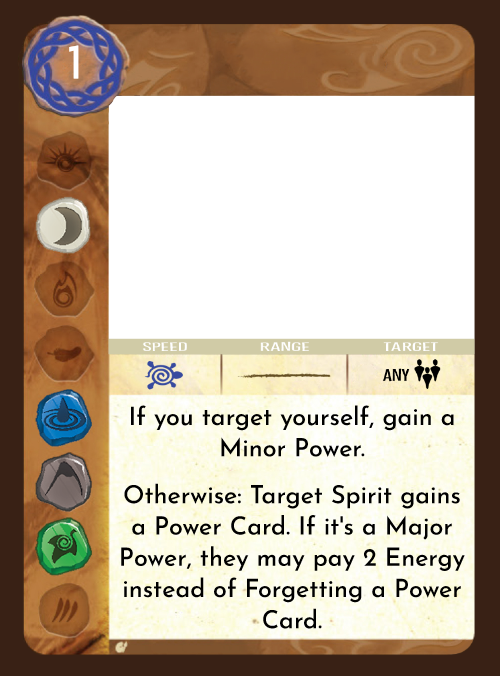 1
SPEED RANGE TARGET
ANY
If you target yourself, gain a
Minor Power.
Otherwise: Target Spirit gains
a Power Card. If it's a Major
Power, they may pay 2 Energy
instead of Forgetting a Power
Card.